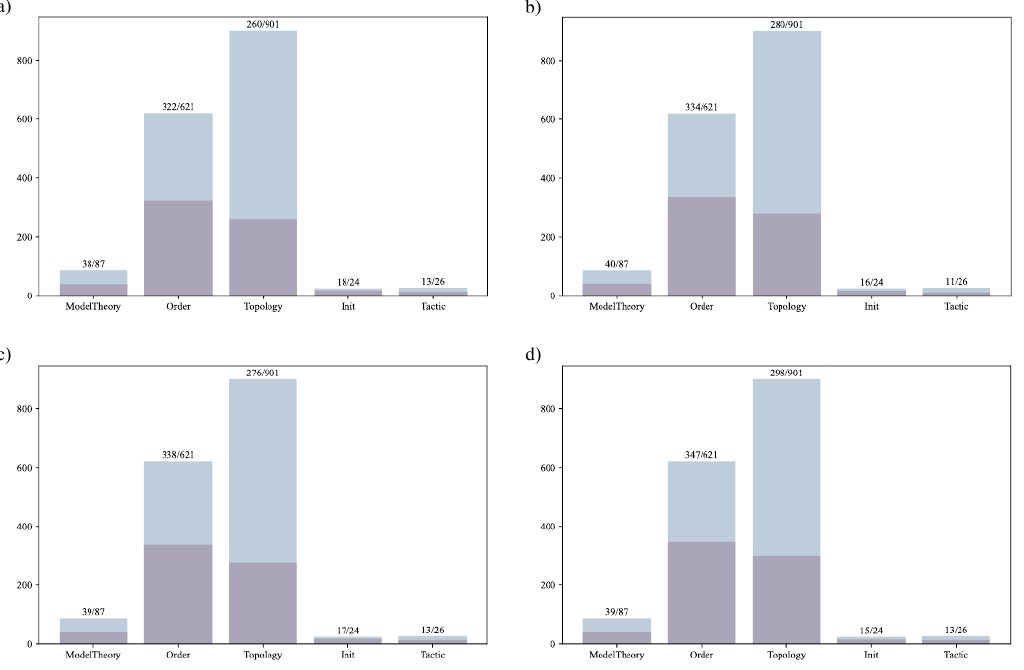 a)
260/901
800
322/621
600
400
200
38/87
18/24
13/26
0
ModelTheory
Order
Topology
Init
Tactic
b)
280/901
800
334/621
600
400
200
40/87
16/24
11/26
0
ModelTheory
Order
Topology
Init
Tactic
c)
276/901
800
338/621
600
400
200
39/87
17/24
13/26
0
ModelTheory
Order
Topology
Init
Tactic
d)
298/901
800
347/621
600
400
200
39/87
15/24
13/26
0
ModelTheory
Order
Topology
Init
Tactic